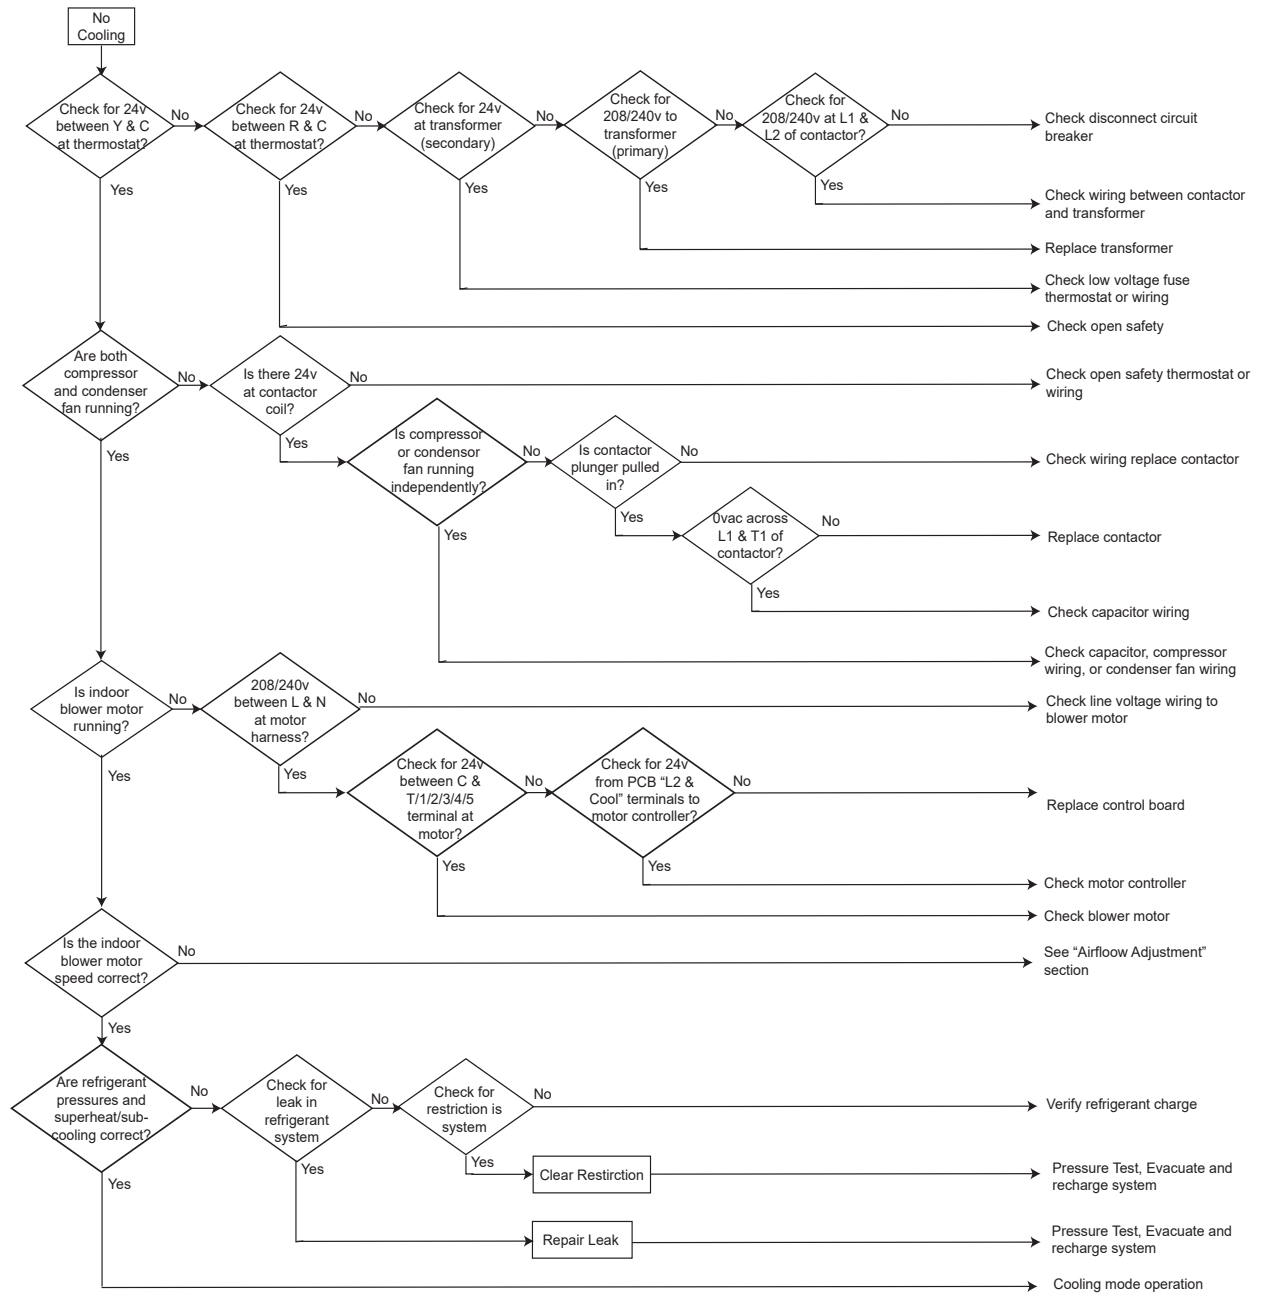 No
Cooling
Check for 24v
between Y & C
at thermostat?
No
Yes
Check for 24v
between R & C
at thermostat?
No
Yes
Check for 24v
at transformer
(secondary)
No
Yes
Check for
208/240v to
transformer
(primary)
No
Yes
Check for
208/240v at L1 &
L2 of contactor?
No
Yes
Check disconnect circuit
breaker
Check wiring between contactor
and transformer
Replace transformer
Check low voltage fuse
thermostat or wiring
Check open safety
Are both
compressor
and condenser
fan running?
No
Yes
Is there 24v
at contactor
coil?
No
Yes
Check open safety thermostat or
wiring
Is compressor
or condensor
fan running
independently?
No
Yes
Is contactor
plunger pulled
in?
No
Yes
Check wiring replace contactor
0vac across
L1 & T1 of
contactor?
No
Yes
Replace contactor
Check capacitor wiring
Check capacitor, compressor
wiring, or condenser fan wiring
Is indoor
blower motor
running?
No
Yes
208/240v
between L & N
at motor
harness?
No
Yes
Check line voltage wiring to
blower motor
Check for 24v
between C &
T/1/2/3/4/5
terminal at
motor?
No
Yes
Check for 24v
from PCB “L2 &
Cool” terminals to
motor controller?
No
Yes
Replace control board
Check motor controller
Check blower motor
Is the indoor
blower motor
speed correct?
No
Yes
See “Airfloow Adjustment”
section
Are refrigerant
pressures and
superheat/sub-
cooling correct?
No
Yes
Check for
leak in
refrigerant
system
No
Yes
Check for
restriction is
system
No
Yes
Verify refrigerant charge
Clear Restirction
Pressure Test, Evacuate and
recharge system
Repair Leak
Pressure Test, Evacuate and
recharge system
Cooling mode operation